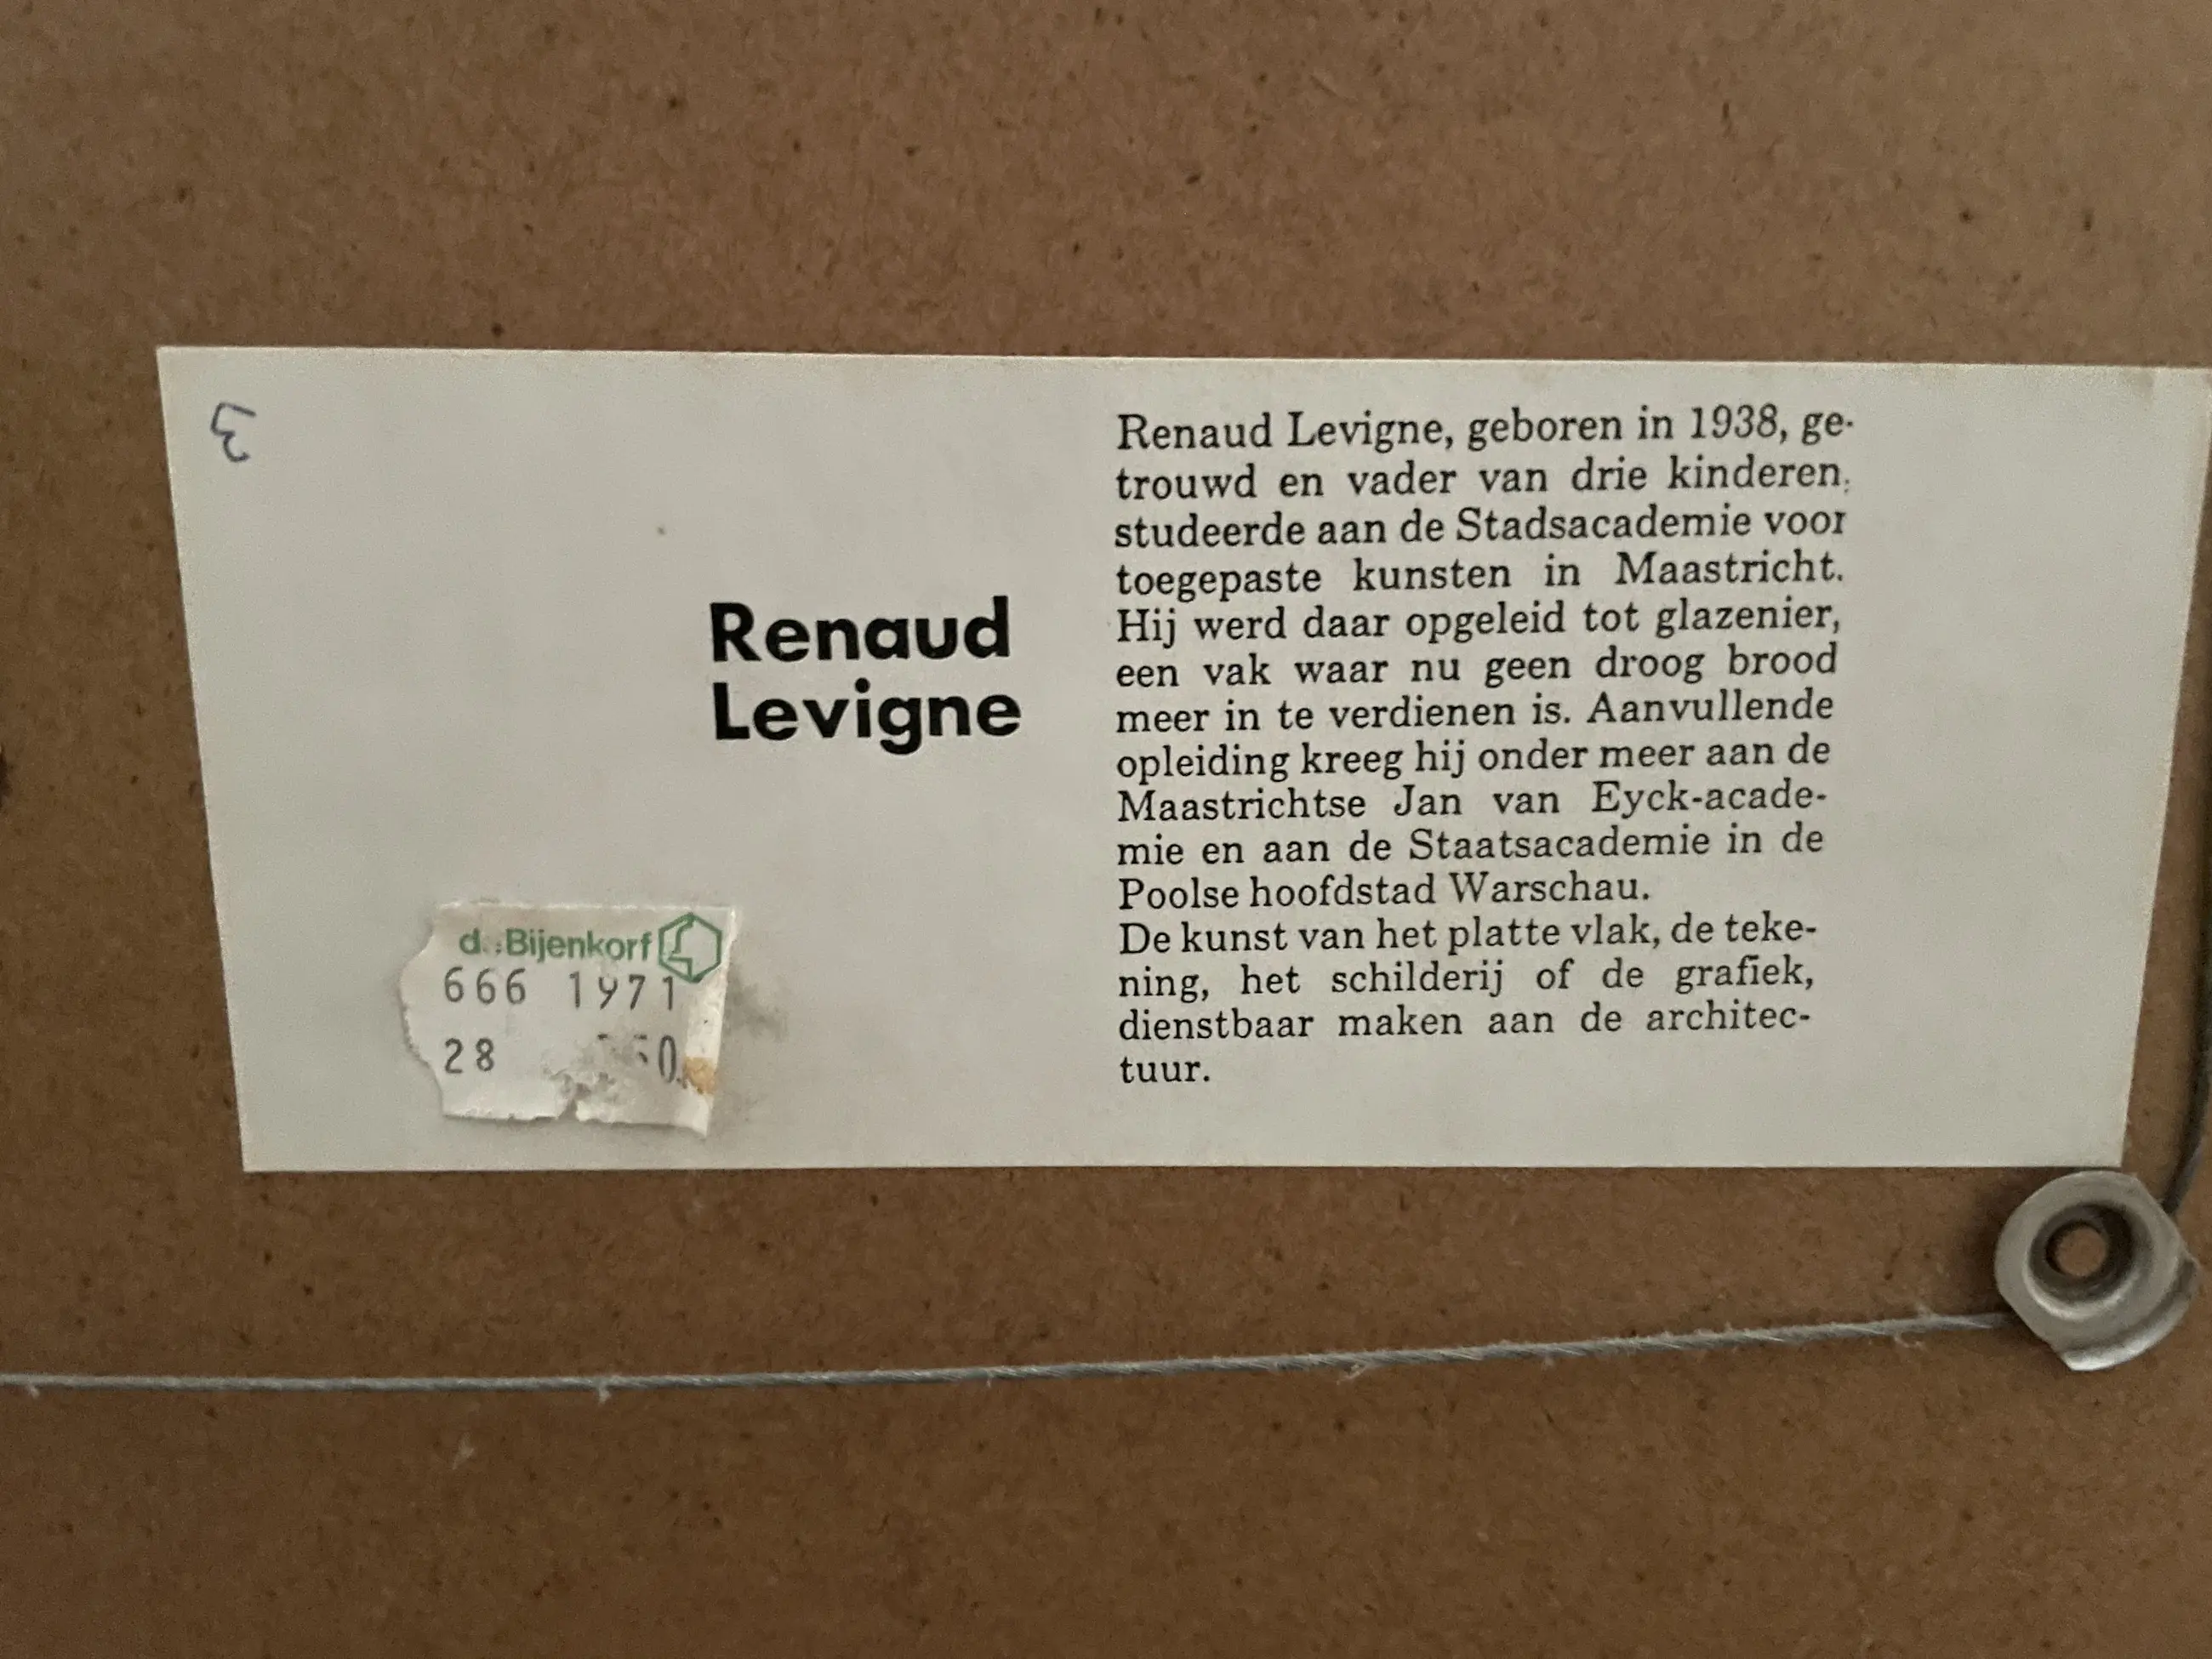 3
Renaud
Levigne
Renaud Levigne, geboren in 1938, ge-
trouwd en vader van drie kinderen,
studeerde aan de Stadsacademie voor
toegepaste kunsten in Maastricht.
Hij werd daar opgeleid tot glazenier,
een vak waar nu geen droog brood
meer in te verdienen is. Aanvullende
opleiding kreeg hij onder meer aan de
Maastrichtse Jan van Eyck-acade-
mie en aan de Staatsacademie in de
Poolse hoofdstad Warschau.
De kunst van het platte vlak, de teke-
ning, het schilderij of de grafiek,
dienstbaar maken aan de architec-
tuur.
de Bijenkorf
666 1971
28